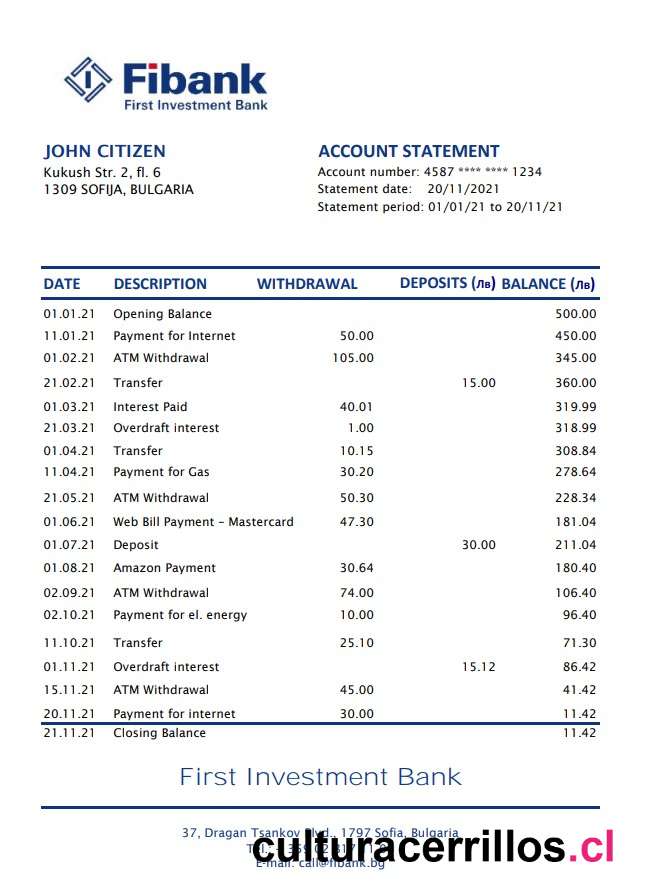 Fibank
First Investment Bank
JOHN CITIZEN
Kukush Str. 2, fl. 6
1309 SOFIJA, BULGARIA
ACCOUNT STATEMENT
Account number: 4587 **** **** 1234
Statement date: 20/11/2021
Statement period: 01/01/21 to 20/11/21
DATE DESCRIPTION WITHDRAWAL DEPOSITS (Лв) BALANCE (Лв)
01.01.21 Opening Balance 500.00
11.01.21 Payment for Internet 50.00 450.00
01.02.21 ATM Withdrawal 105.00 345.00
21.02.21 Transfer 15.00 360.00
01.03.21 Interest Paid 40.01 319.99
21.03.21 Overdraft interest 1.00 318.99
01.04.21 Transfer 10.15 308.84
11.04.21 Payment for Gas 30.20 278.64
21.05.21 ATM Withdrawal 50.30 228.34
01.06.21 Web Bill Payment – Mastercard 47.30 181.04
01.07.21 Deposit 30.00 211.04
01.08.21 Amazon Payment 30.64 180.40
02.09.21 ATM Withdrawal 74.00 106.40
02.10.21 Payment for el. energy 10.00 96.40
11.10.21 Transfer 25.10 71.30
01.11.21 Overdraft interest 15.12 86.42
15.11.21 ATM Withdrawal 45.00 41.42
20.11.21 Payment for internet 30.00 11.42
21.11.21 Closing Balance 11.42
First Investment Bank
37, Dragan Tsankov Blvd., 1797 Sofia, Bulgaria
Tel.:
culturacerrillos.cl
E-mail: call@fibank.bg